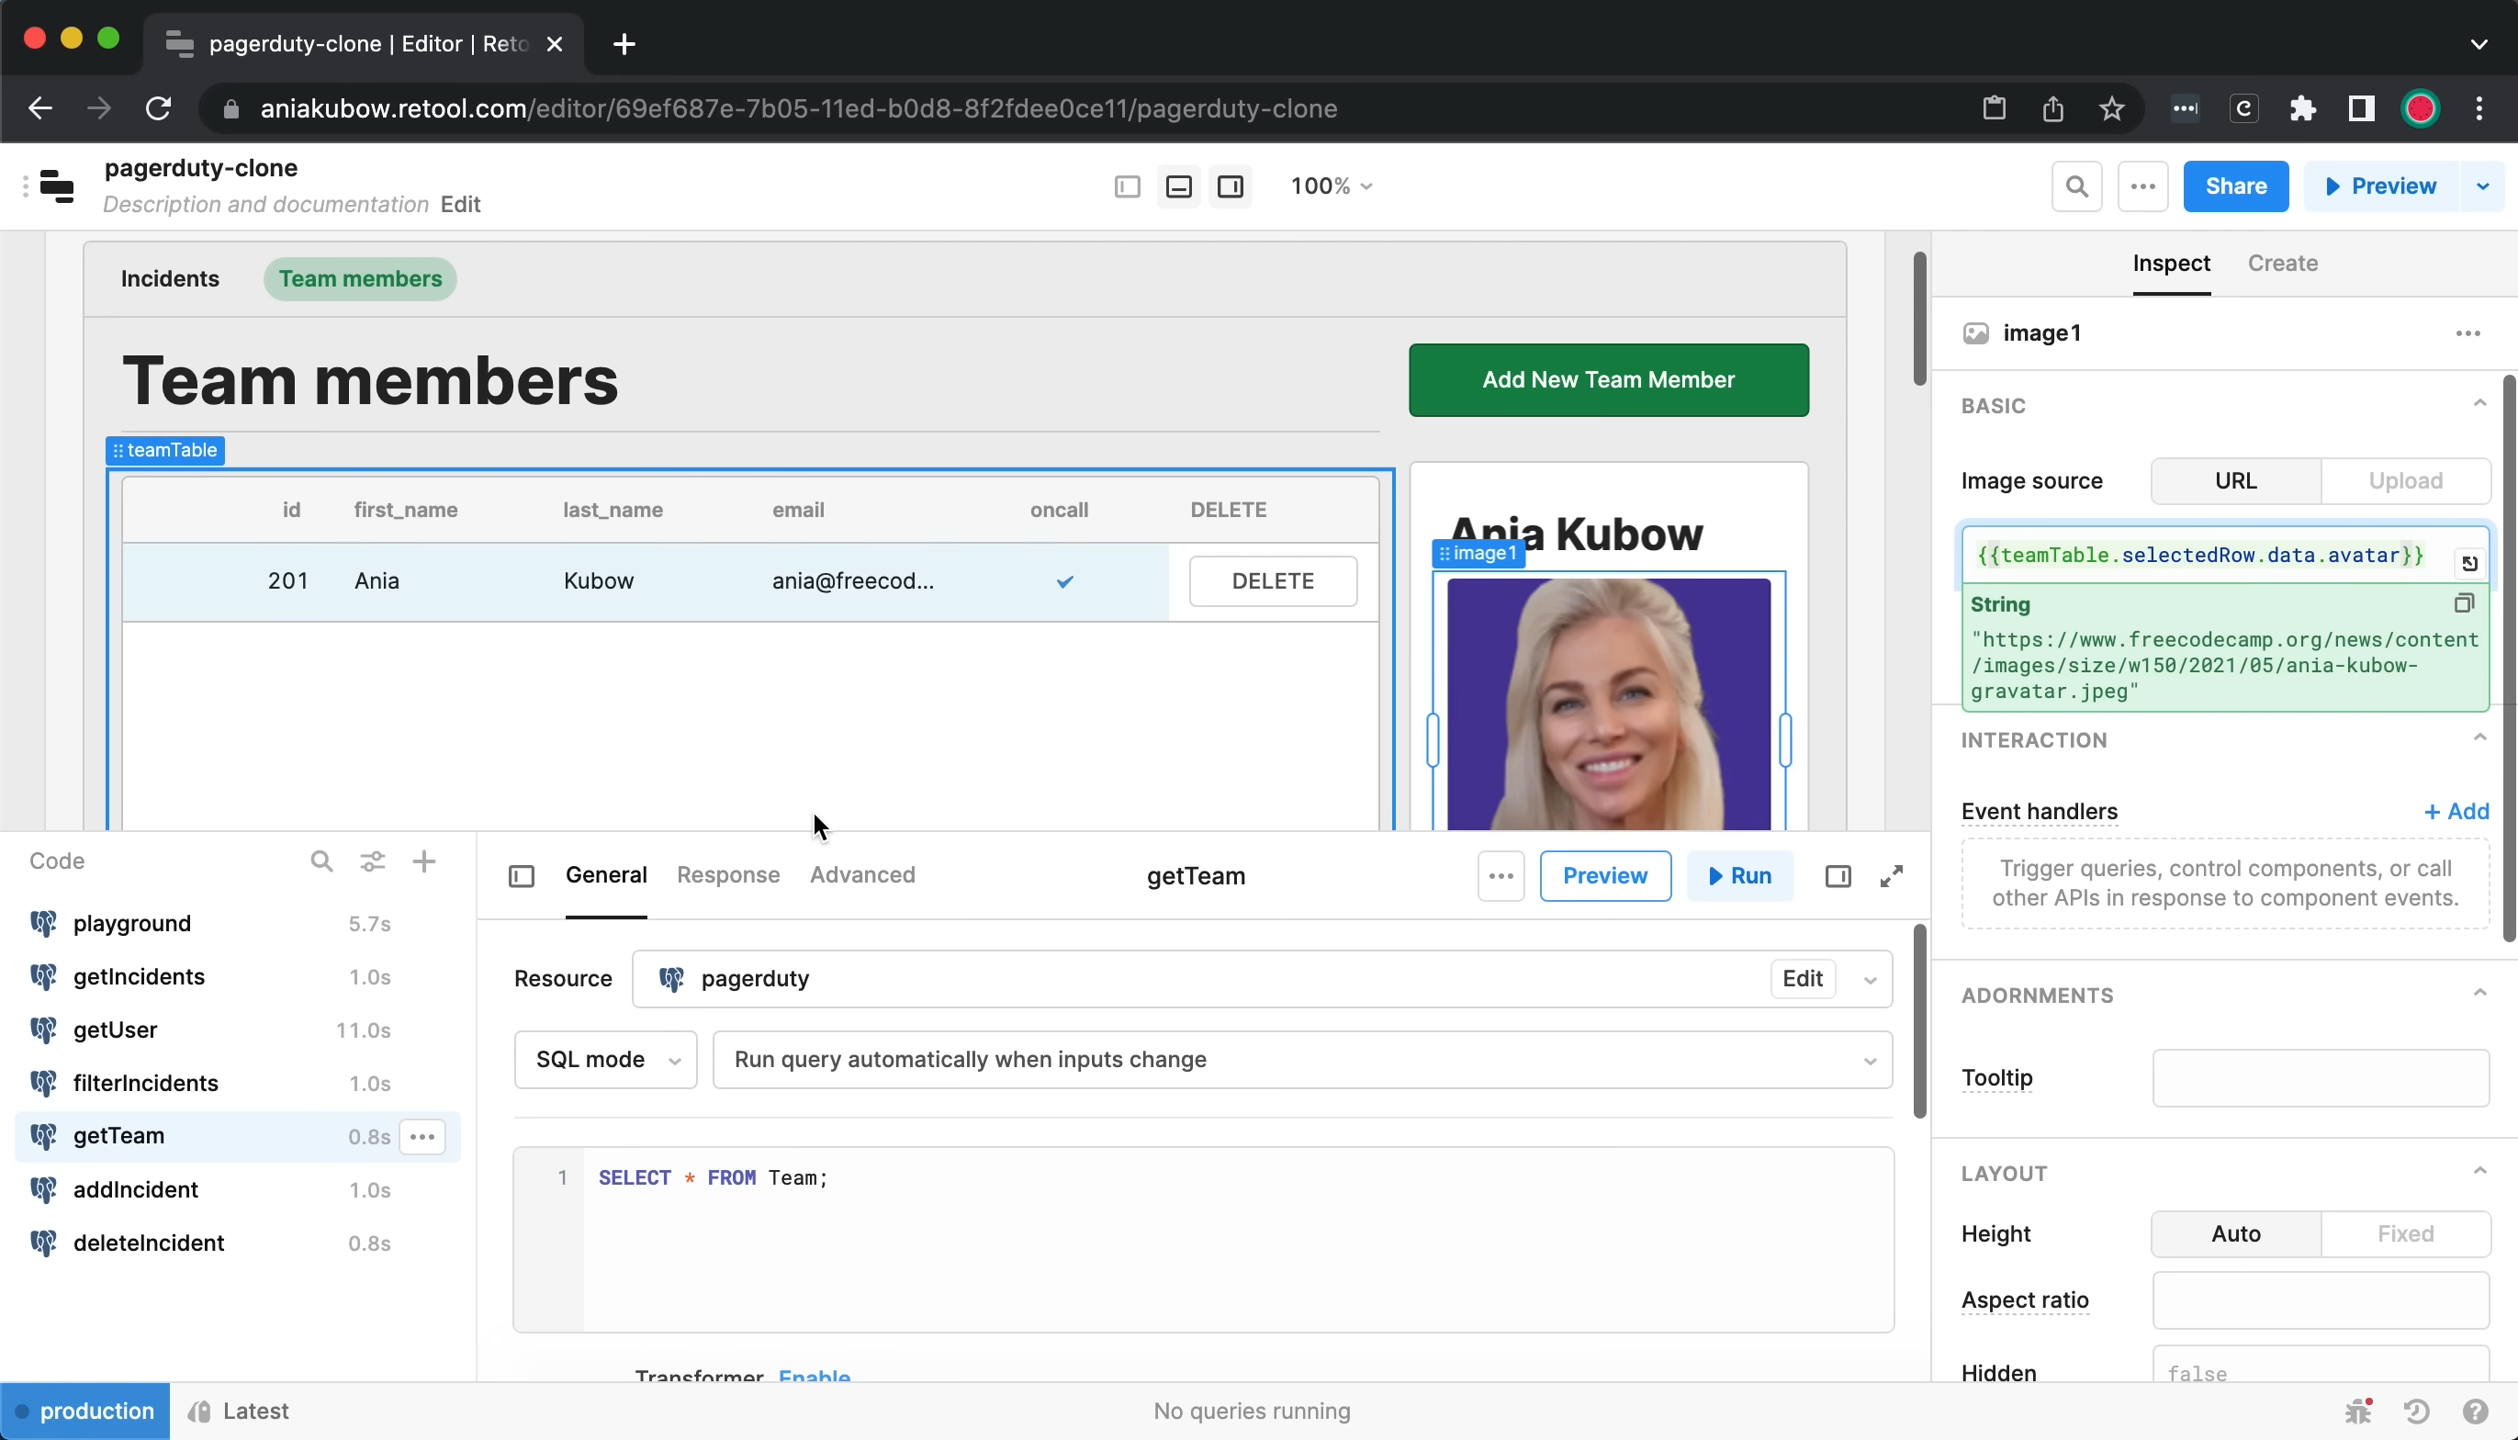 pagerduty-clone | Editor | Reto
aniakubow.retool.com/editor/69ef687e-7b05-11ed-b0d8-8f2fdee0ce11/pagerduty-clone
pagerduty-clone
Description and documentation Edit
100%
Share
Preview
Incidents
Team members
Inspect
Create
Team members
Add New Team Member
teamTable
id
first_name
last_name
email
oncall
DELETE
201
Ania
Kubow
ania@freecod...
DELETE
Ania Kubow
image1
image1
BASIC
Image source
URL
Upload
{{teamTable.selectedRow.data.avatar}}
String
"https://www.freecodecamp.org/news/content
/images/size/w150/2021/05/ania-kubow-
gravatar.jpeg"
INTERACTION
Event handlers
+ Add
Trigger queries, control components, or call
other APIs in response to component events.
ADORNMENTS
Tooltip
LAYOUT
Height
Auto
Fixed
Aspect ratio
Hidden
false
Code
playground
5.7s
getIncidents
1.0s
getUser
11.0s
filterIncidents
1.0s
getTeam
0.8s
addIncident
1.0s
deleteIncident
0.8s
General
Response
Advanced
getTeam
Preview
Run
Resource
pagerduty
Edit
SQL mode
Run query automatically when inputs change
1
SELECT * FROM Team;
Transformer Enable
production
Latest
No queries running